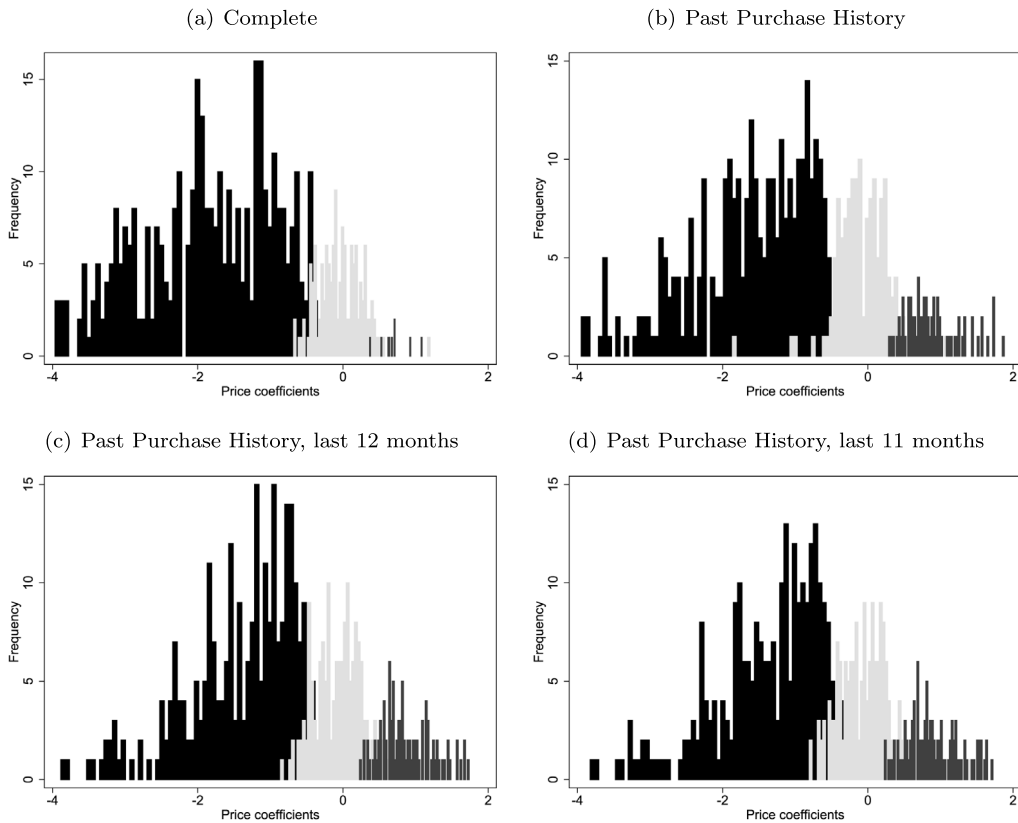 (a) Complete
(b) Past Purchase History
15
10
5
0
Frequency
-4
-2
0
2
Price coefficients
15
10
5
0
Frequency
-4
-2
0
2
Price coefficients
(c) Past Purchase History, last 12 months
(d) Past Purchase History, last 11 months
15
10
5
0
Frequency
-4
-2
0
2
Price coefficients
15
10
5
0
Frequency
-4
-2
0
2
Price coefficients